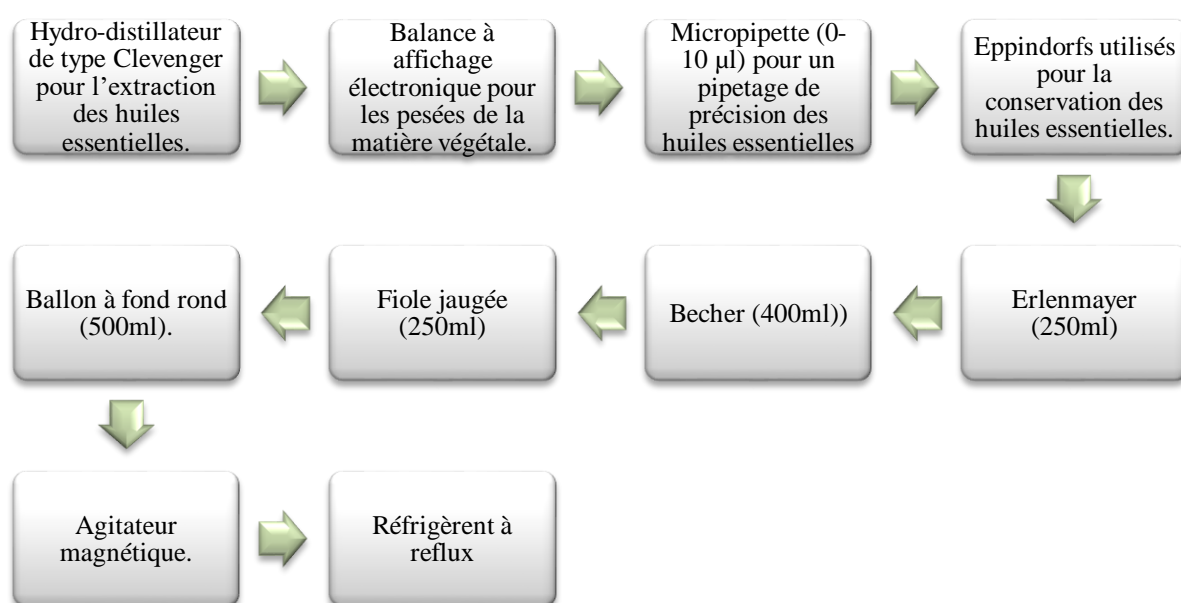 Hydro-distillateur
de type Clevenger
pour l'extraction
des huiles
essentielles.
Balance à
affichage
électronique pour
les pesées de la
matière végétale.
Micropipette (0-
10 µl) pour un
pipetage de
précision des
huiles essentielles
Eppindorfs utilisés
pour la
conservation des
huiles essentielles.
Erlenmayer
(250ml)
Becher (400ml))
Fiole jaugée
(250ml)
Ballon à fond rond
(500ml).
Agitateur
magnétique.
Réfrigèrent à
reflux